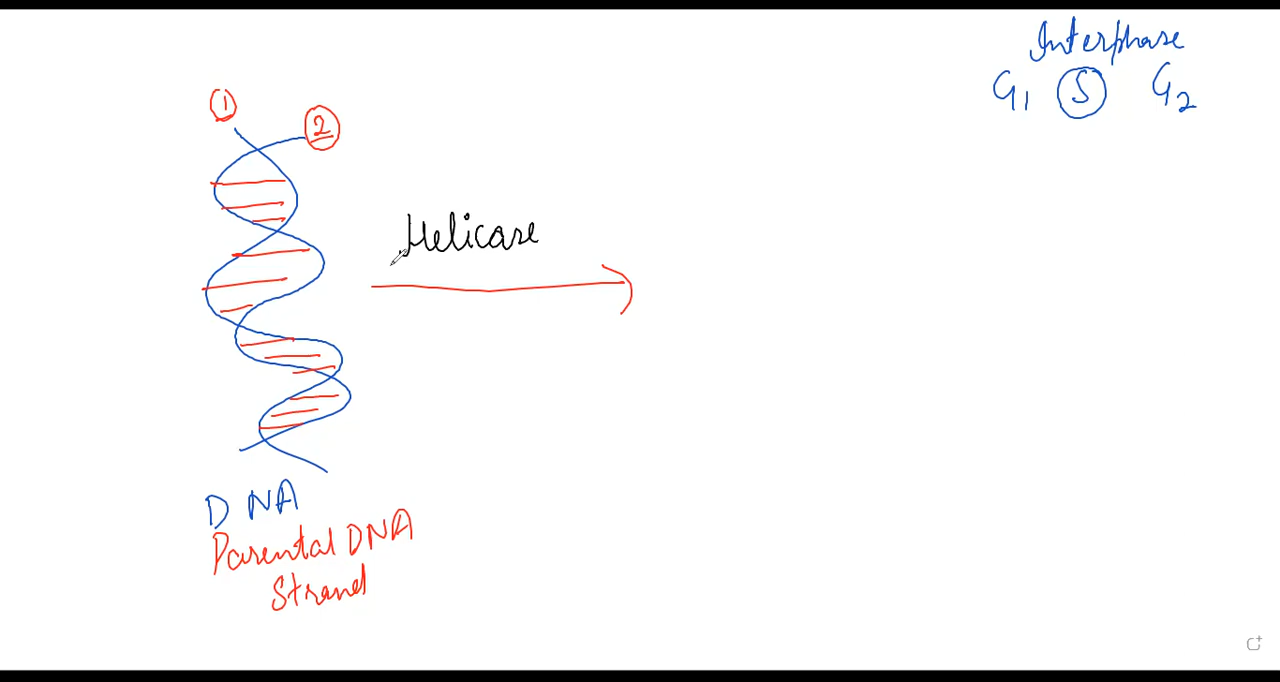 Interphase
G1 S G2
1
2
Helicase
DNA
Parental DNA
Strand